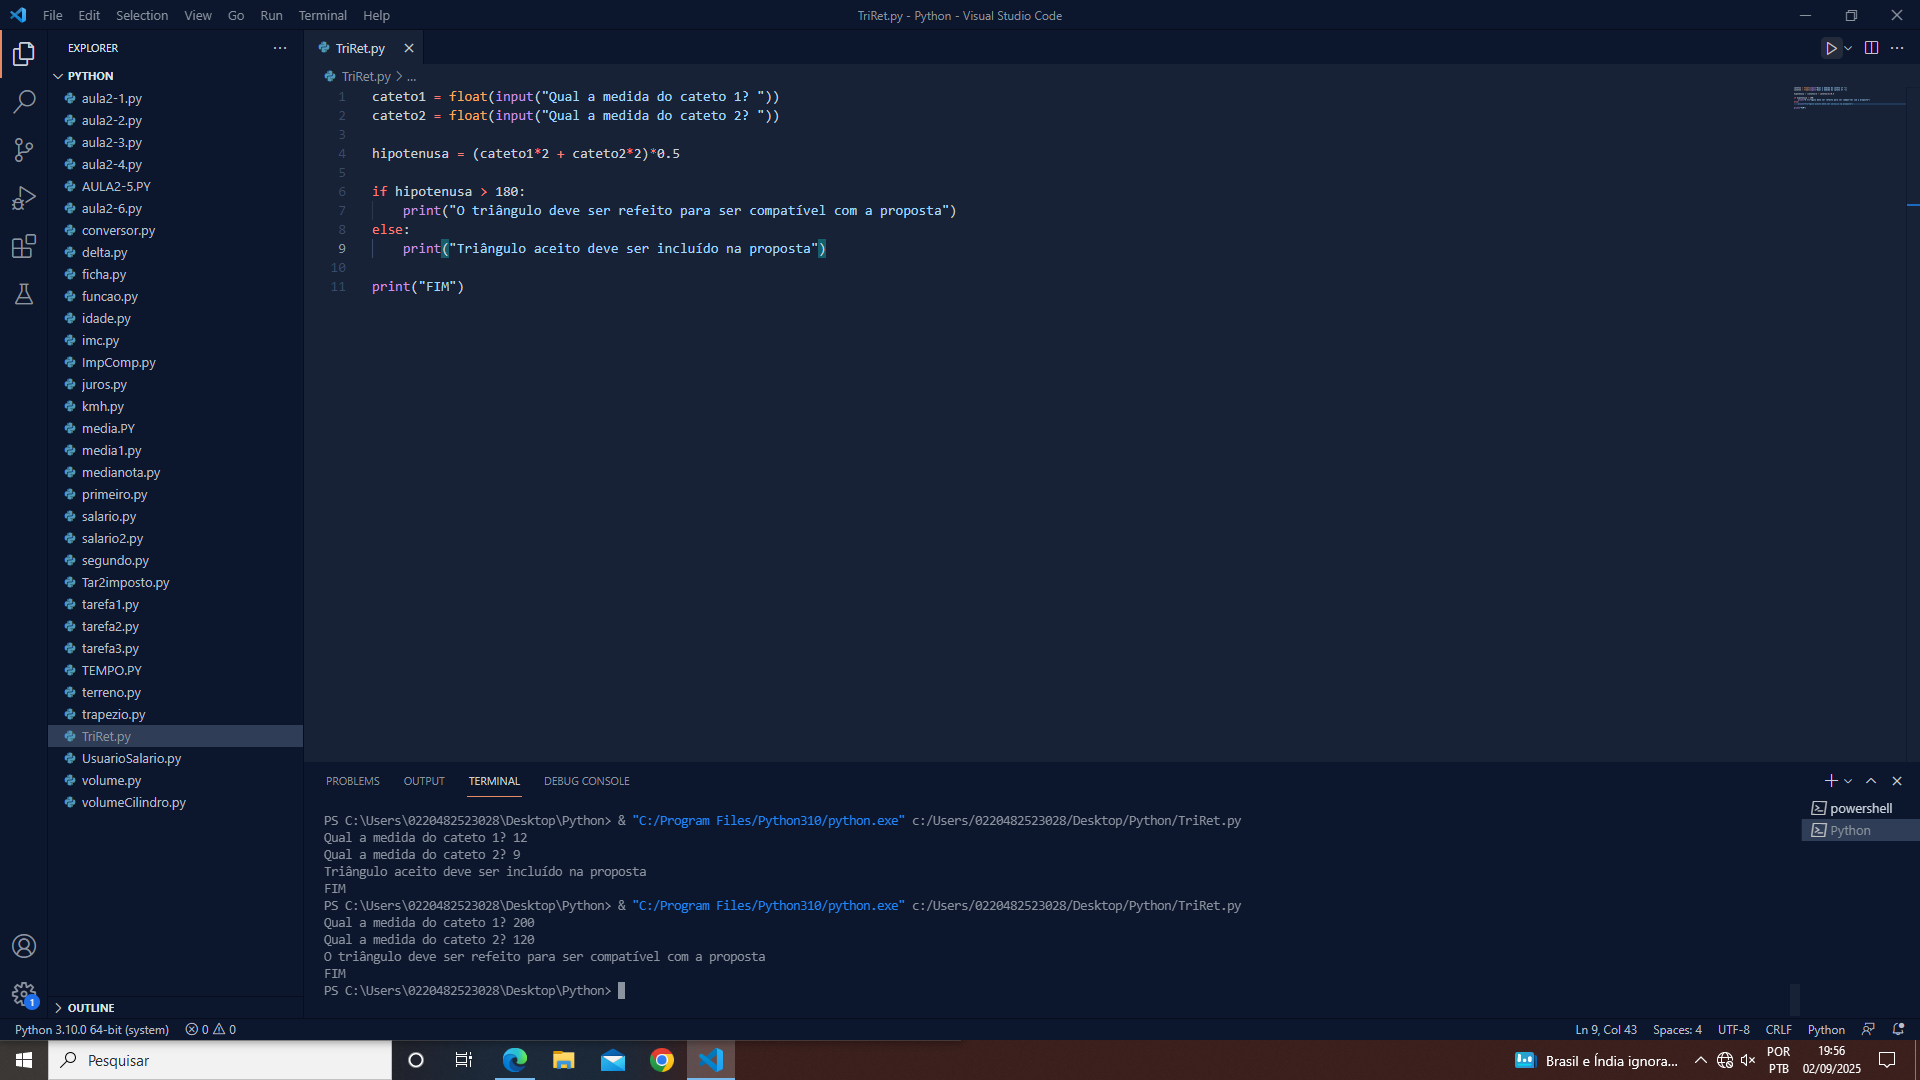 File Edit Selection View Go Run Terminal Help
TriRet.py - Python - Visual Studio Code
EXPLORER
PYTHON
aula2-1.py
aula2-2.py
aula2-3.py
aula2-4.py
AULA2-5.PY
aula2-6.py
conversor.py
delta.py
ficha.py
funcao.py
idade.py
imc.py
ImpComp.py
juros.py
kmh.py
media.PY
media1.py
medianota.py
primeiro.py
salario.py
salario2.py
segundo.py
Tar2imposto.py
tarefa1.py
tarefa2.py
tarefa3.py
TEMPO.PY
terreno.py
trapezio.py
TriRet.py
UsuarioSalario.py
volume.py
volumeCilindro.py
OUTLINE
TriRet.py
TriRet.py > ...
1 cateto1 = float(input("Qual a medida do cateto 1? "))
2 cateto2 = float(input("Qual a medida do cateto 2? "))
3
4 hipotenusa = (cateto1*2 + cateto2*2)*0.5
5
6 if hipotenusa > 180:
7 print("O triângulo deve ser refeito para ser compatível com a proposta")
8 else:
9 print("Triângulo aceito deve ser incluído na proposta")
10
11 print("FIM")
PROBLEMS OUTPUT TERMINAL DEBUG CONSOLE
PS C:\Users\0220482523028\Desktop\Python> & "C:/Program Files/Python310/python.exe" c:/Users/0220482523028/Desktop/Python/TriRet.py
Qual a medida do cateto 1? 12
Qual a medida do cateto 2? 9
Triângulo aceito deve ser incluído na proposta
FIM
PS C:\Users\0220482523028\Desktop\Python> & "C:/Program Files/Python310/python.exe" c:/Users/0220482523028/Desktop/Python/TriRet.py
Qual a medida do cateto 1? 200
Qual a medida do cateto 2? 120
O triângulo deve ser refeito para ser compatível com a proposta
FIM
PS C:\Users\0220482523028\Desktop\Python>
powershell
Python
1
Python 3.10.0 64-bit (system) 0 0
Ln 9, Col 43 Spaces: 4 UTF-8 CRLF Python
Pesquisar
Brasil e Índia ignora...
POR
PTB
19:56
02/09/2025